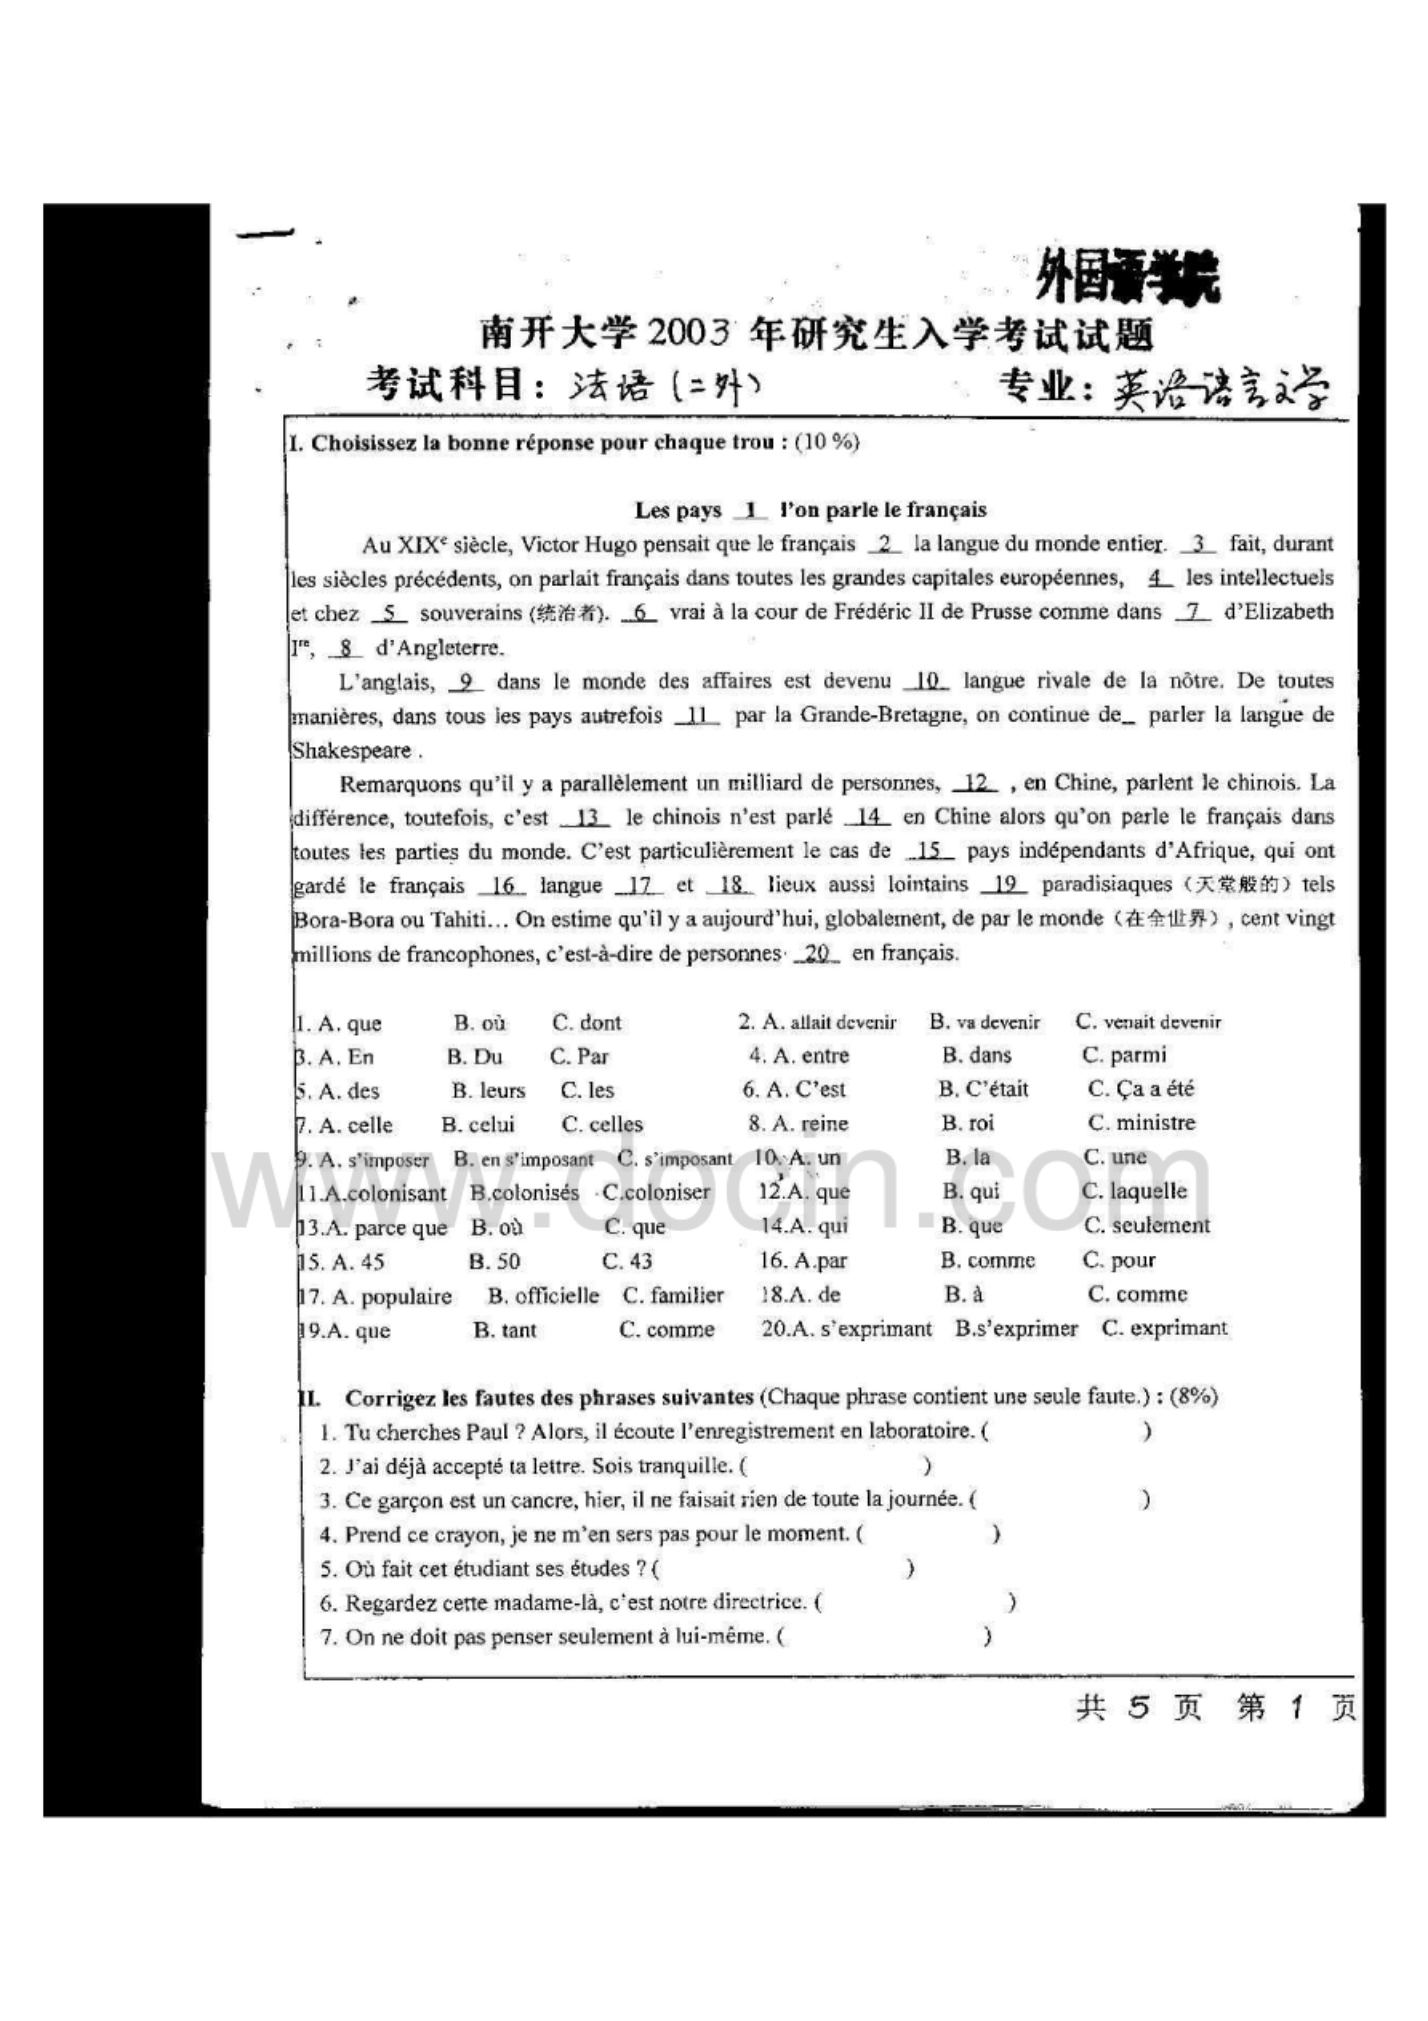 外国语学院
南开大学2003年研究生入学考试试题
考试科目：法语(二外) 专业：英语语言文学
I. Choisissez la bonne réponse pour chaque trou : (10 %)
Les pays 1 l'on parle le français
Au XIXe siècle, Victor Hugo pensait que le français 2 la langue du monde entier. 3 fait, durant
les siècles précédents, on parlait français dans toutes les grandes capitales européennes, 4 les intellectuels
et chez 5 souverains (统治者). 6 vrai à la cour de Frédéric II de Prusse comme dans 7 d'Elizabeth
Ire, 8 d'Angleterre.
L'anglais, 9 dans le monde des affaires est devenu 10 langue rivale de la nôtre. De toutes
manières, dans tous les pays autrefois 11 par la Grande-Bretagne, on continue de_ parler la langue de
Shakespeare .
Remarquons qu'il y a parallèlement un milliard de personnes, 12 , en Chine, parlent le chinois. La
différence, toutefois, c'est 13 le chinois n'est parlé 14 en Chine alors qu'on parle le français dans
toutes les parties du monde. C'est particulièrement le cas de 15 pays indépendants d'Afrique, qui ont
gardé le français 16 langue 17 et 18 lieux aussi lointains 19 paradisiaques（天堂般的）tels
Bora-Bora ou Tahiti… On estime qu'il y a aujourd'hui, globalement, de par le monde（在全世界）, cent vingt
millions de francophones, c'est-à-dire de personnes 20 en français.
1. A. que B. où C. dont 2. A. allait devenir B. va devenir C. venait devenir
3. A. En B. Du C. Par 4. A. entre B. dans C. parmi
5. A. des B. leurs C. les 6. A. C'est B. C'était C. Ça a été
7. A. celle B. celui C. celles 8. A. reine B. roi C. ministre
9. A. s'imposer B. en s'imposant C. s'imposant 10. A. un B. la C. une
11.A.colonisant B.colonisés C.coloniser 12.A. que B. qui C. laquelle
13.A. parce que B. où C. que 14.A. qui B. que C. seulement
15. A. 45 B. 50 C. 43 16. A.par B. comme C. pour
17. A. populaire B. officielle C. familier 18.A. de B. à C. comme
19.A. que B. tant C. comme 20.A. s'exprimant B.s'exprimer C. exprimant
www.docin.com
II. Corrigez les fautes des phrases suivantes (Chaque phrase contient une seule faute.) : (8%)
1. Tu cherches Paul ? Alors, il écoute l'enregistrement en laboratoire. ( )
2. J'ai déjà accepté ta lettre. Sois tranquille. ( )
3. Ce garçon est un cancre, hier, il ne faisait rien de toute la journée. ( )
4. Prend ce crayon, je ne m'en sers pas pour le moment. ( )
5. Où fait cet étudiant ses études ? ( )
6. Regardez cette madame-là, c'est notre directrice. ( )
7. On ne doit pas penser seulement à lui-même. ( )
共 5 页 第 1 页